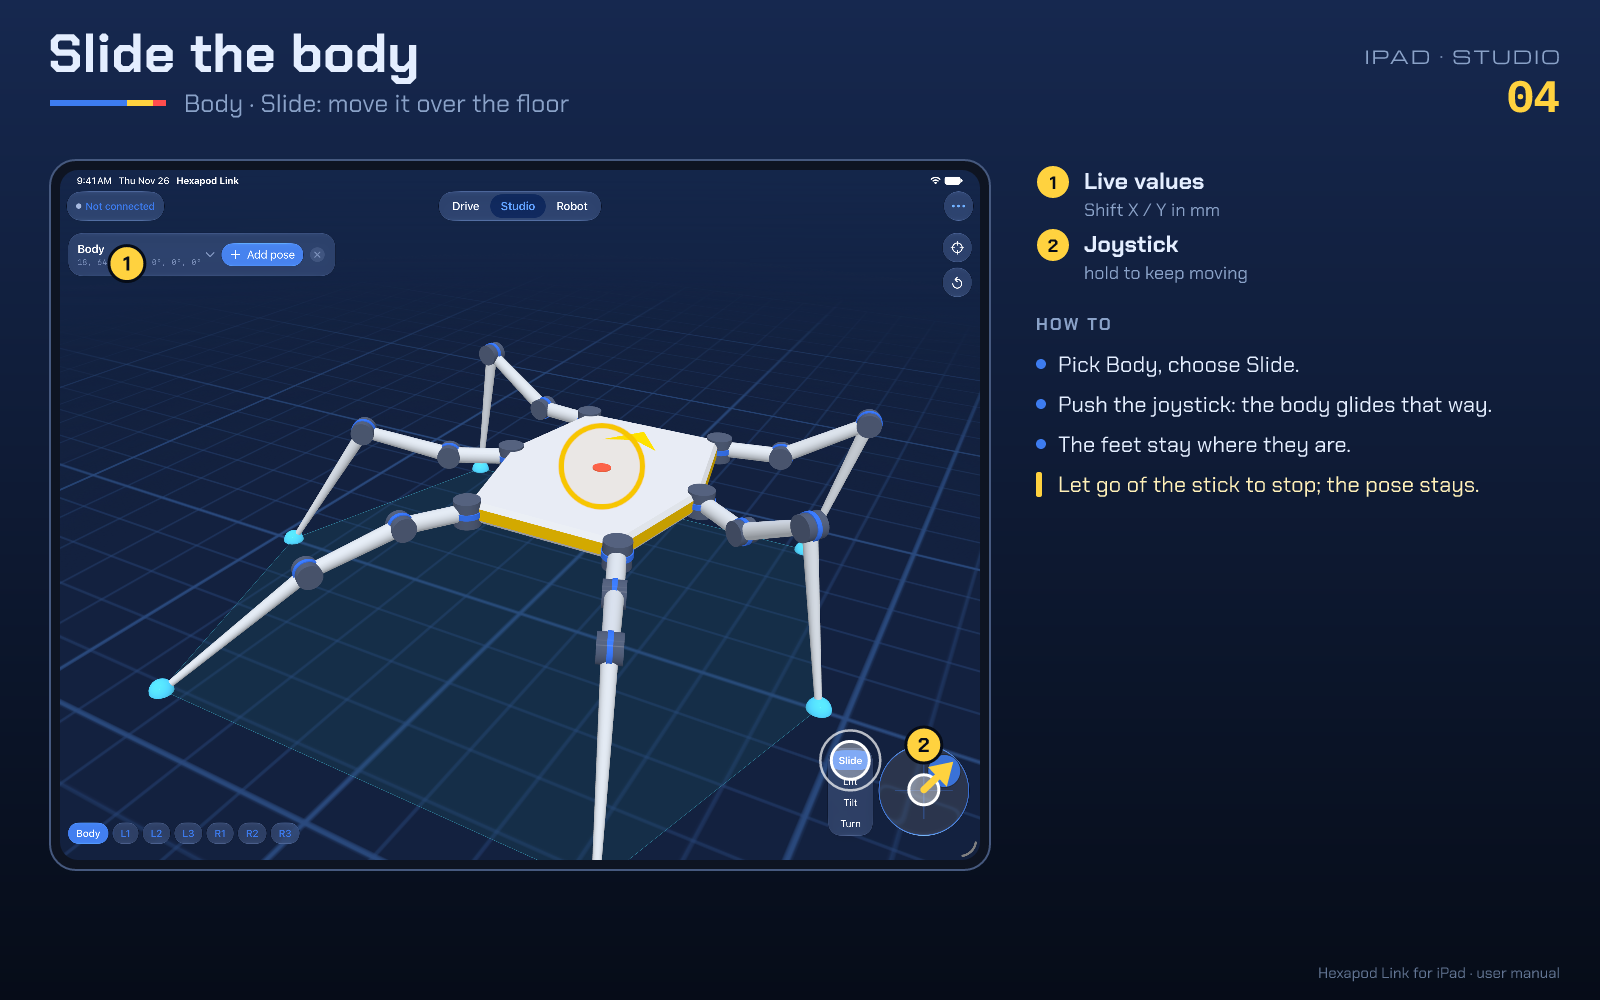 Slide the body
Body · Slide: move it over the floor
IPAD · STUDIO
04
9:41 AM Thu Nov 26 Hexapod Link
Not connected
Drive Studio Robot
Body
0°, 0°, 0°
+ Add pose
1
Slide
Tilt
Turn
2
Body L1 L2 L3 R1 R2 R3
1 Live values
Shift X / Y in mm
2 Joystick
hold to keep moving
HOW TO
Pick Body, choose Slide.
Push the joystick: the body glides that way.
The feet stay where they are.
Let go of the stick to stop; the pose stays.
Hexapod Link for iPad · user manual